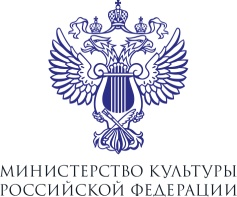 МИНИСТЕРСТВО КУЛЬТУРЫ
РОССИЙСКОЙ ФЕДЕРАЦИИ